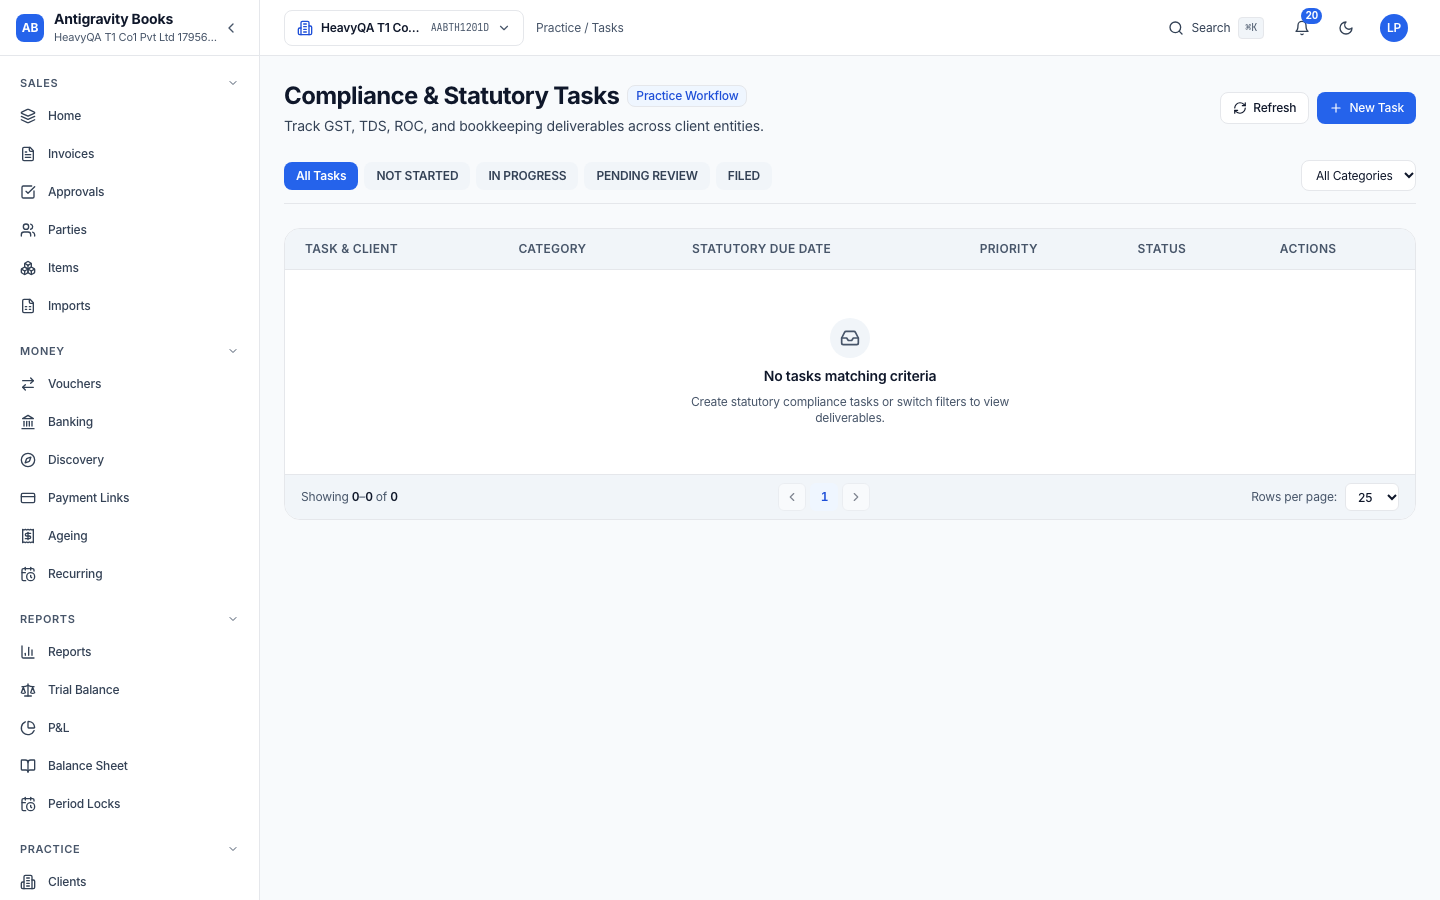 AB
Antigravity Books
HeavyQA T1 Co1 Pvt Ltd 17956...
SALES
Home
Invoices
Approvals
Parties
Items
Imports
MONEY
Vouchers
Banking
Discovery
Payment Links
Ageing
Recurring
REPORTS
Reports
Trial Balance
P&L
Balance Sheet
Period Locks
PRACTICE
Clients
HeavyQA T1 Co... AABTH1201D
Practice / Tasks
Search ⌘K
20
LP
Compliance & Statutory Tasks
Practice Workflow
Track GST, TDS, ROC, and bookkeeping deliverables across client entities.
Refresh
New Task
All Tasks
NOT STARTED
IN PROGRESS
PENDING REVIEW
FILED
All Categories
TASK & CLIENT CATEGORY STATUTORY DUE DATE PRIORITY STATUS ACTIONS
No tasks matching criteria
Create statutory compliance tasks or switch filters to view
deliverables.
Showing 0–0 of 0
1
Rows per page: 25